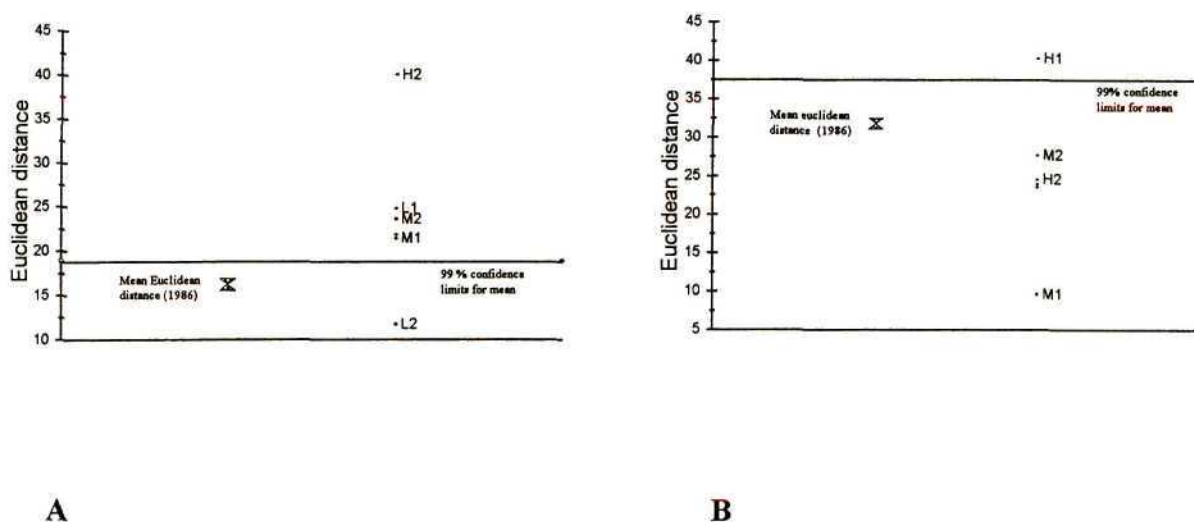 45
40
35
30
25
20
15
10
Euclidean distance
H2
L1
M2
M1
L2
Mean Euclidean
distance (1986)
99 % confidence
limits for mean
A
45
40
35
30
25
20
15
10
5
Euclidean distance
H1
99% confidence
limits for mean
Mean euclidean
distance (1986)
M2
H2
M1
B